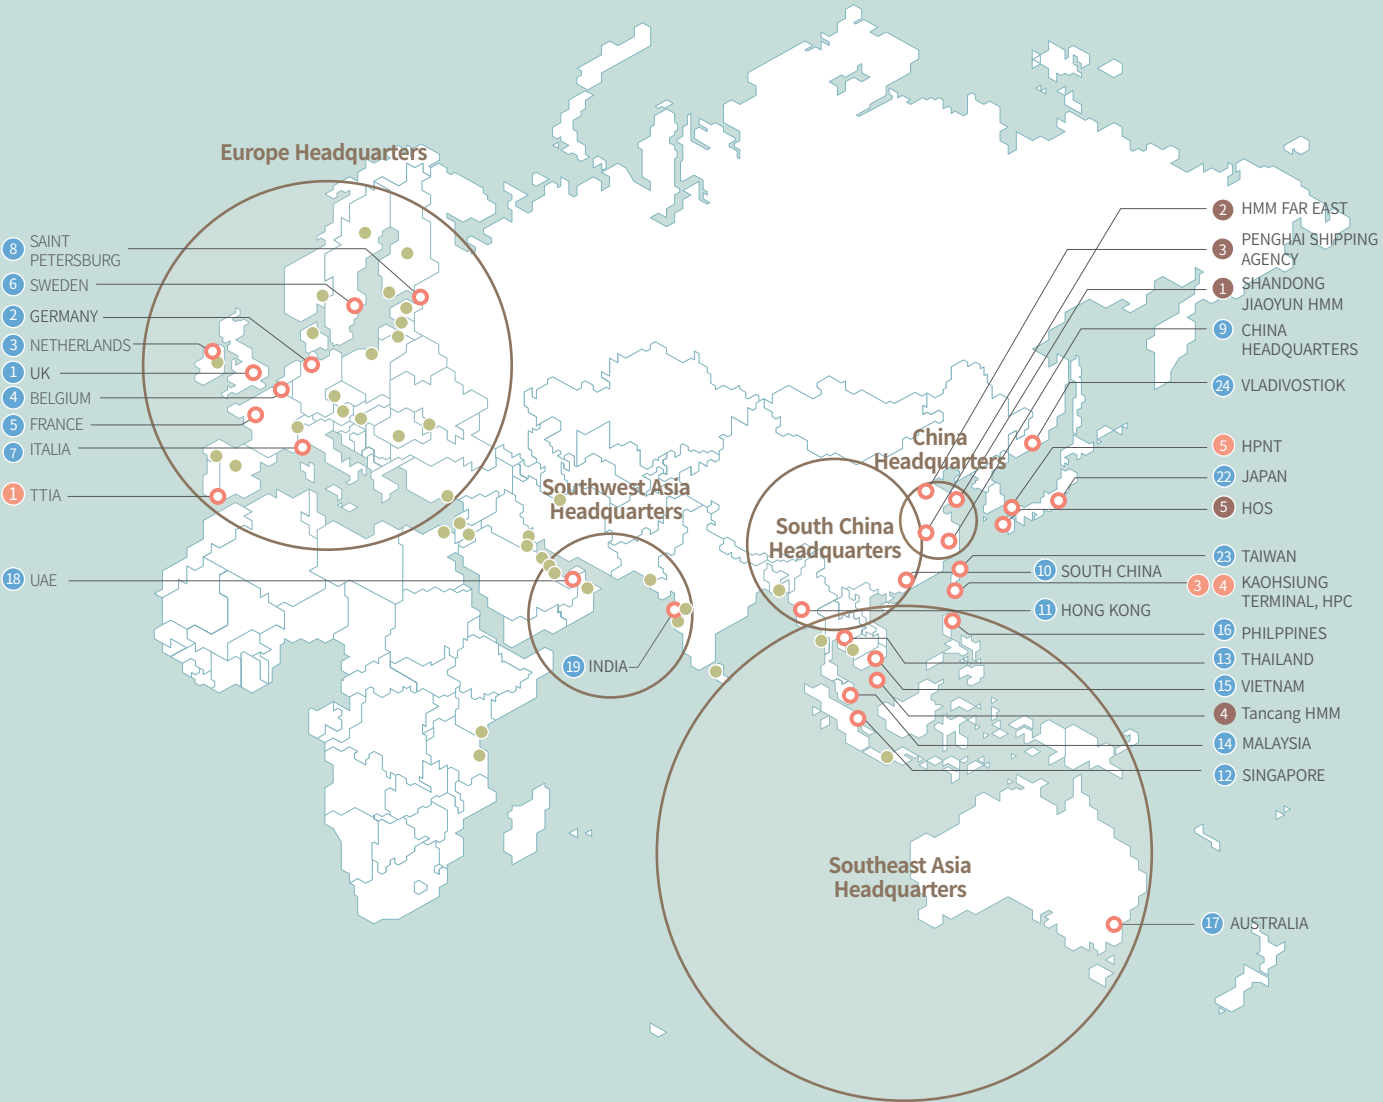 Europe Headquarters
8 SAINT
PETERSBURG
6 SWEDEN
2 GERMANY
3 NETHERLANDS
1 UK
4 BELGIUM
5 FRANCE
7 ITALIA
1 TTIA
18 UAE
Southwest Asia
Headquarters
19 INDIA
South China
Headquarters
China
Headquarters
Southeast Asia
Headquarters
2 HMM FAR EAST
3 PENGHAI SHIPPING
AGENCY
1 SHANDONG
JIAOYUN HMM
9 CHINA
HEADQUARTERS
24 VLADIVOSTIOK
5 HPNT
22 JAPAN
5 HOS
23 TAIWAN
10 SOUTH CHINA
3 4 KAOHSIUNG
TERMINAL, HPC
11 HONG KONG
16 PHILPPINES
13 THAILAND
15 VIETNAM
4 Tancang HMM
14 MALAYSIA
12 SINGAPORE
17 AUSTRALIA